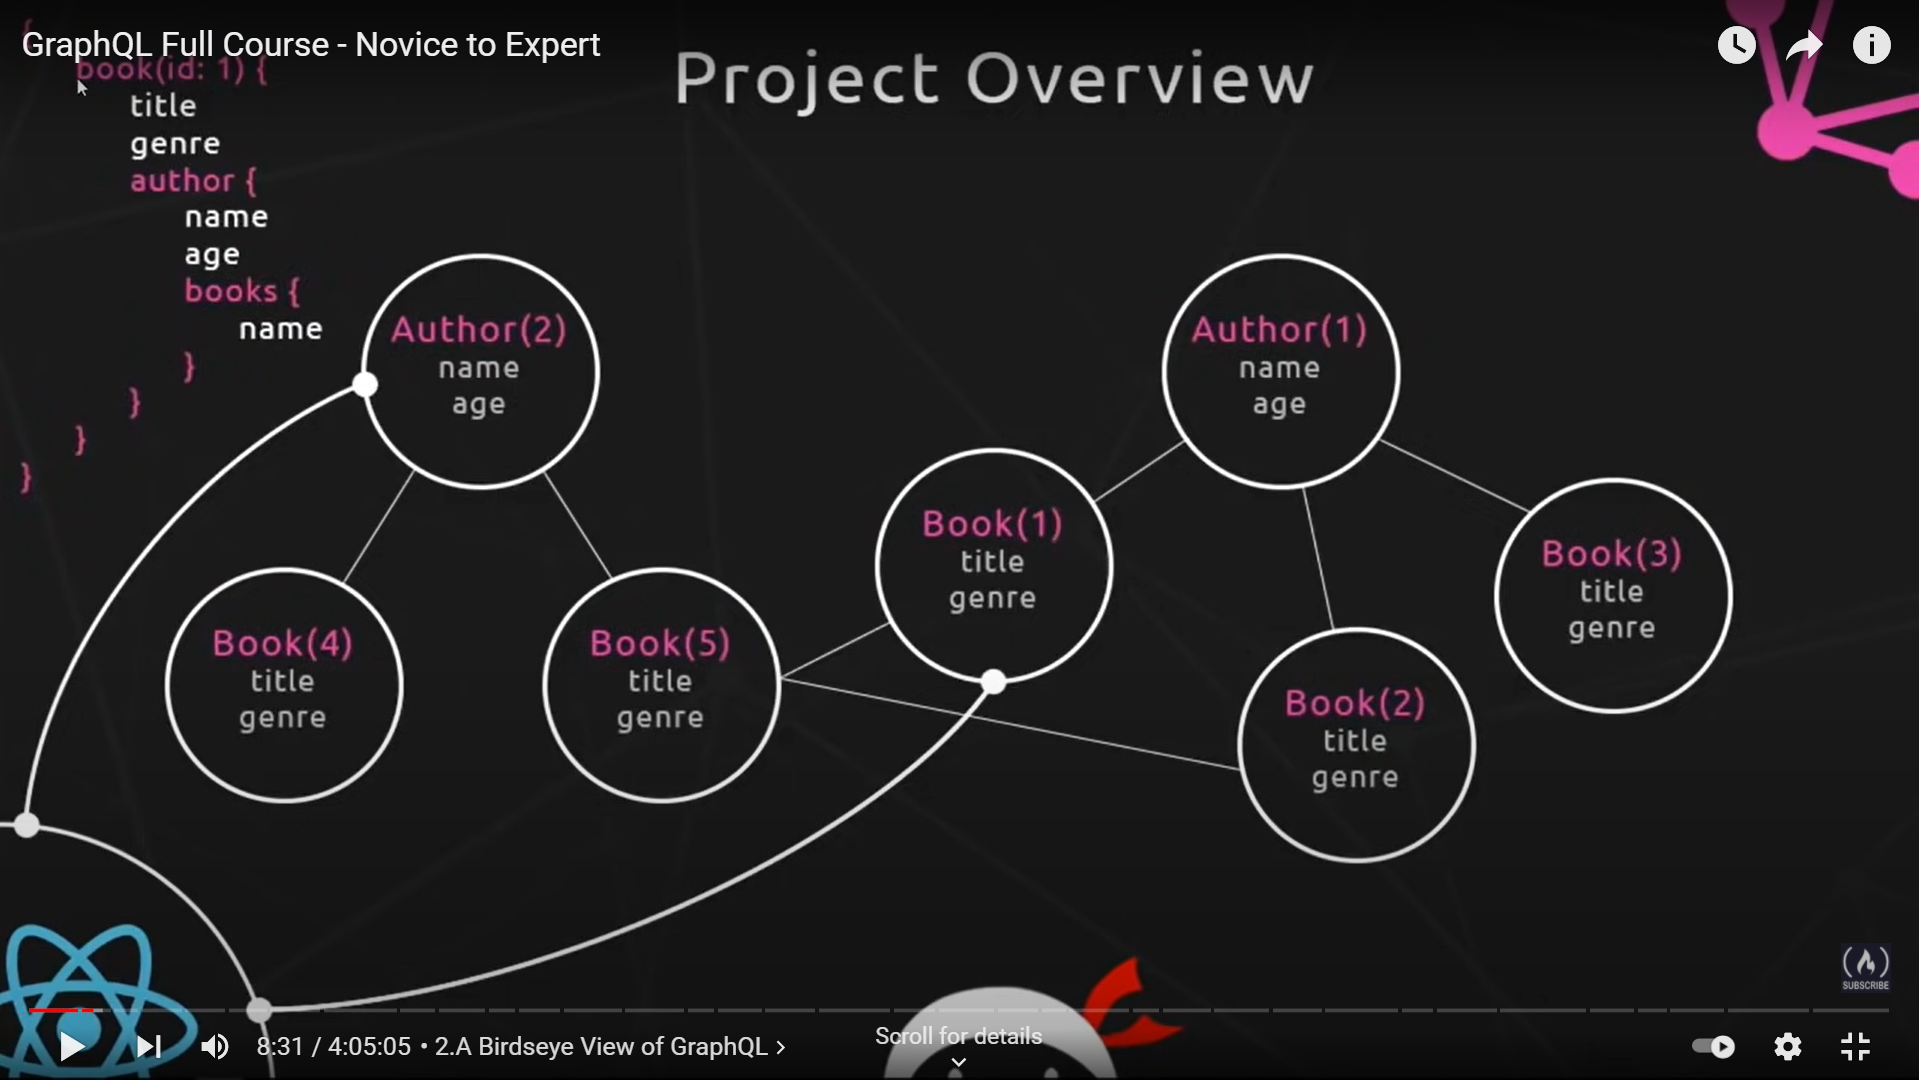 GraphQL Full Course - Novice to Expert
Project Overview
{
book(id: 1) {
title
genre
author {
name
age
books {
name
}
}
}
}
Author(2)
name
age
Author(1)
name
age
Book(1)
title
genre
Book(3)
title
genre
Book(4)
title
genre
Book(5)
title
genre
Book(2)
title
genre
SUBSCRIBE
8:31 / 4:05:05 • 2.A Birdseye View of GraphQL
Scroll for details